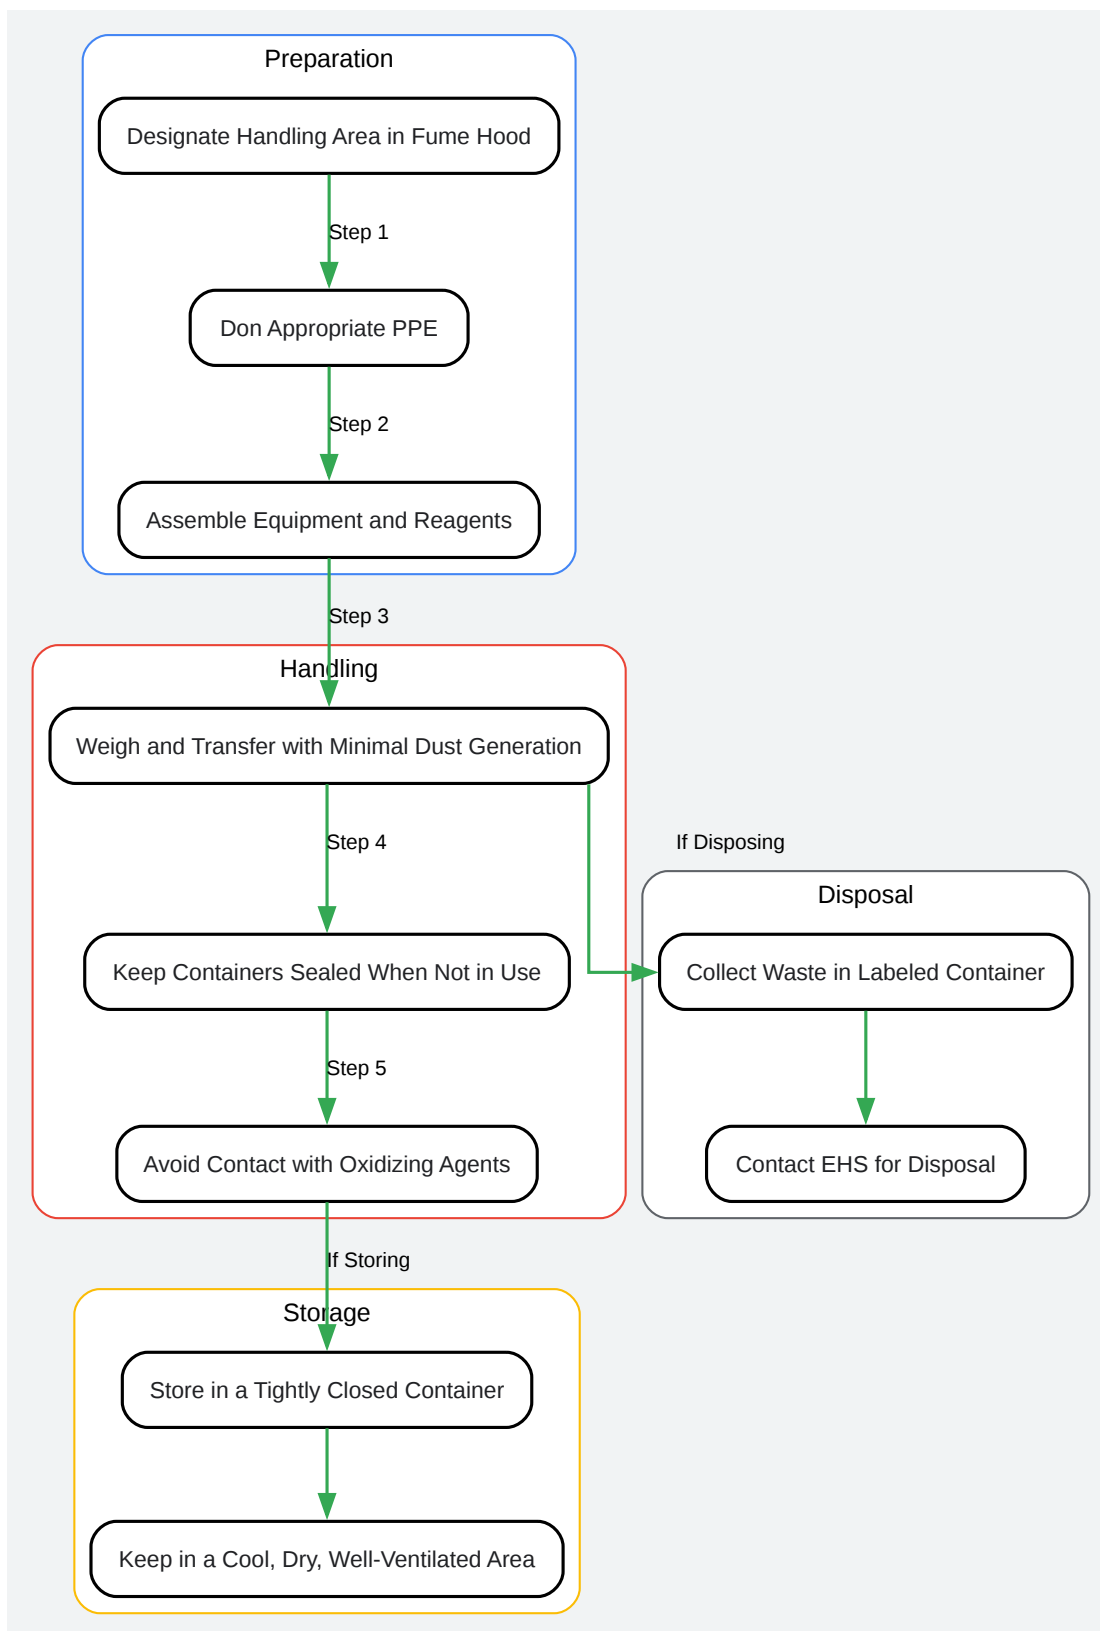 Preparation
Designate Handling Area in Fume Hood
Step 1
Don Appropriate PPE
Step 2
Assemble Equipment and Reagents
Step 3
Handling
Weigh and Transfer with Minimal Dust Generation
Step 4
If Disposing
Disposal
Keep Containers Sealed When Not in Use
Collect Waste in Labeled Container
Step 5
Avoid Contact with Oxidizing Agents
Contact EHS for Disposal
If Storing
Storage
Store in a Tightly Closed Container
Keep in a Cool, Dry, Well-Ventilated Area